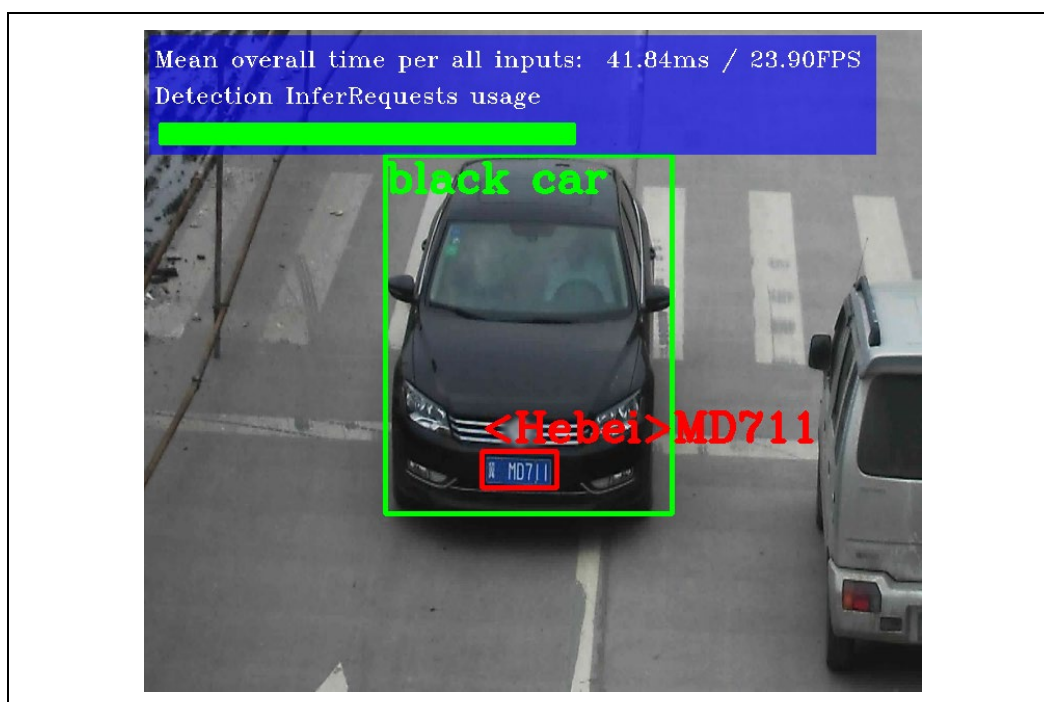 Mean overall time per all inputs: 41.84ms / 23.90FPS
Detection InferRequests usage
black car
<Hebei>MD711
MD711